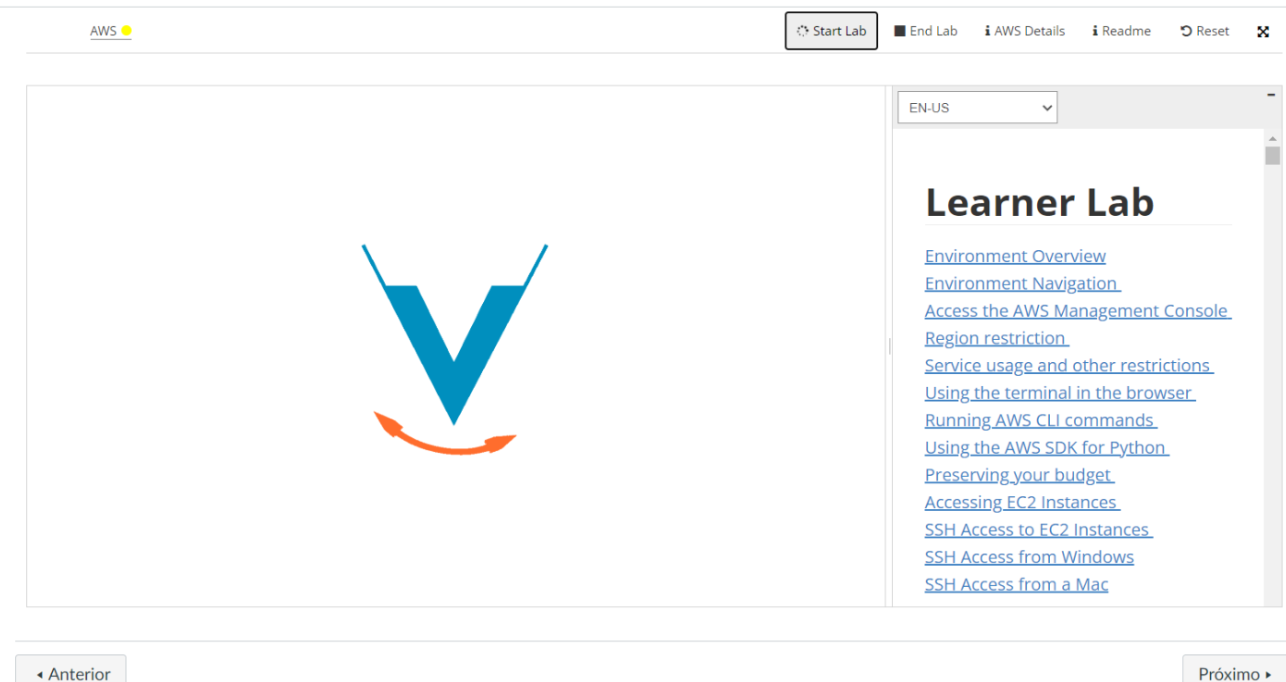 AWS
Start Lab
End Lab
AWS Details
Readme
Reset
EN-US
Learner Lab
Environment Overview
Environment Navigation
Access the AWS Management Console
Region restriction
Service usage and other restrictions
Using the terminal in the browser
Running AWS CLI commands
Using the AWS SDK for Python
Preserving your budget
Accessing EC2 Instances
SSH Access to EC2 Instances
SSH Access from Windows
SSH Access from a Mac
Anterior
Próximo